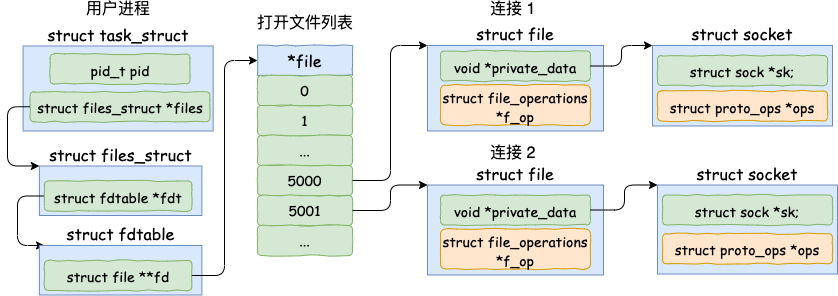 用户进程
struct task_struct
pid_t pid
struct files_struct *files
struct files_struct
struct fdtable *fdt
struct fdtable
struct file **fd
打开文件列表
*file
0
1
...
5000
5001
...
连接 1
struct file
void *private_data
struct file_operations
*f_op
struct socket
struct sock *sk;
struct proto_ops *ops
连接 2
struct file
void *private_data
struct file_operations
*f_op
struct socket
struct sock *sk;
struct proto_ops *ops